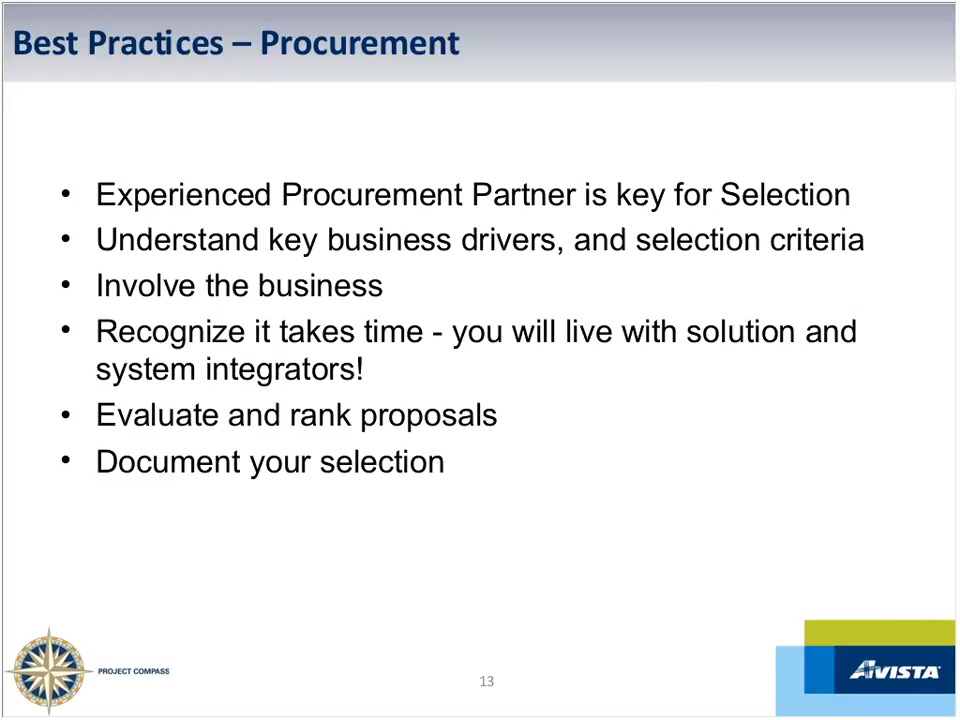 Best Practices – Procurement
• Experienced Procurement Partner is key for Selection
• Understand key business drivers, and selection criteria
• Involve the business
• Recognize it takes time - you will live with solution and
system integrators!
• Evaluate and rank proposals
• Document your selection
PROJECT COMPASS
13
AVISTA